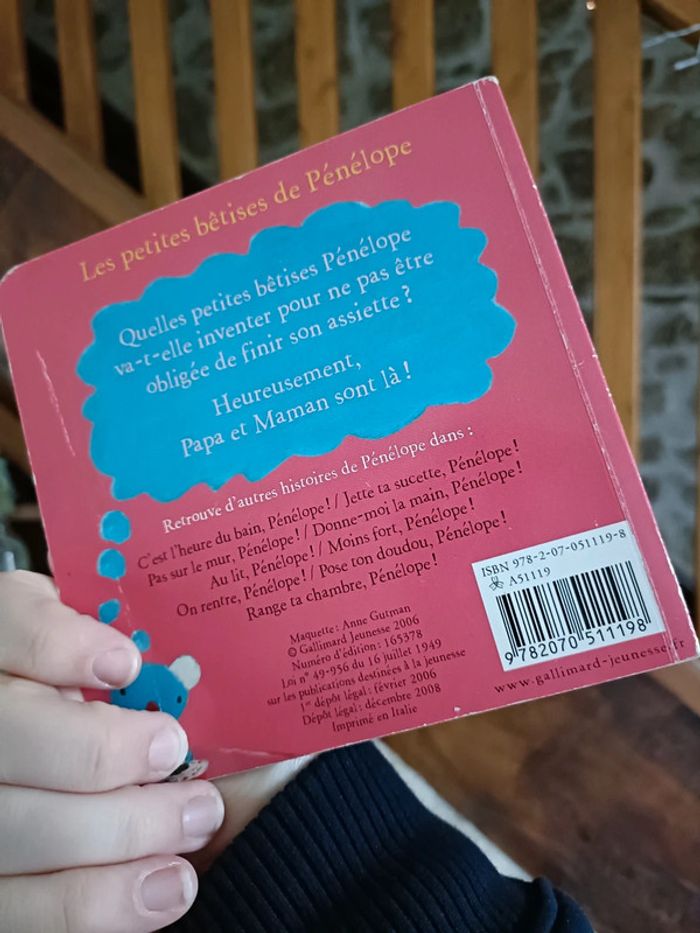 Les petites bêtises de Pénélope
Quelles petites bêtises Pénélope
va-t-elle inventer pour ne pas être
obligée de finir son assiette ?
Heureusement,
Papa et Maman sont là !
Retrouve d'autres histoires de Pénélope dans :
C'est l'heure du bain, Pénélope ! / Jette ta sucette, Pénélope !
Pas sur le mur, Pénélope ! / Donne-moi la main, Pénélope !
Au lit, Pénélope ! / Moins fort, Pénélope !
On rentre, Pénélope ! / Pose ton doudou, Pénélope !
Range ta chambre, Pénélope !
Maquette : Anne Gutman
© Gallimard Jeunesse 2006
Numéro d'édition : 165378
Loi n° 49-956 du 16 juillet 1949
sur les publications destinées à la jeunesse
1er dépôt légal : février 2006
Dépôt légal : décembre 2008
Imprimé en Italie
ISBN 978-2-07-051119-8
A51119
9 782070 511198
www.gallimard-jeunesse.fr